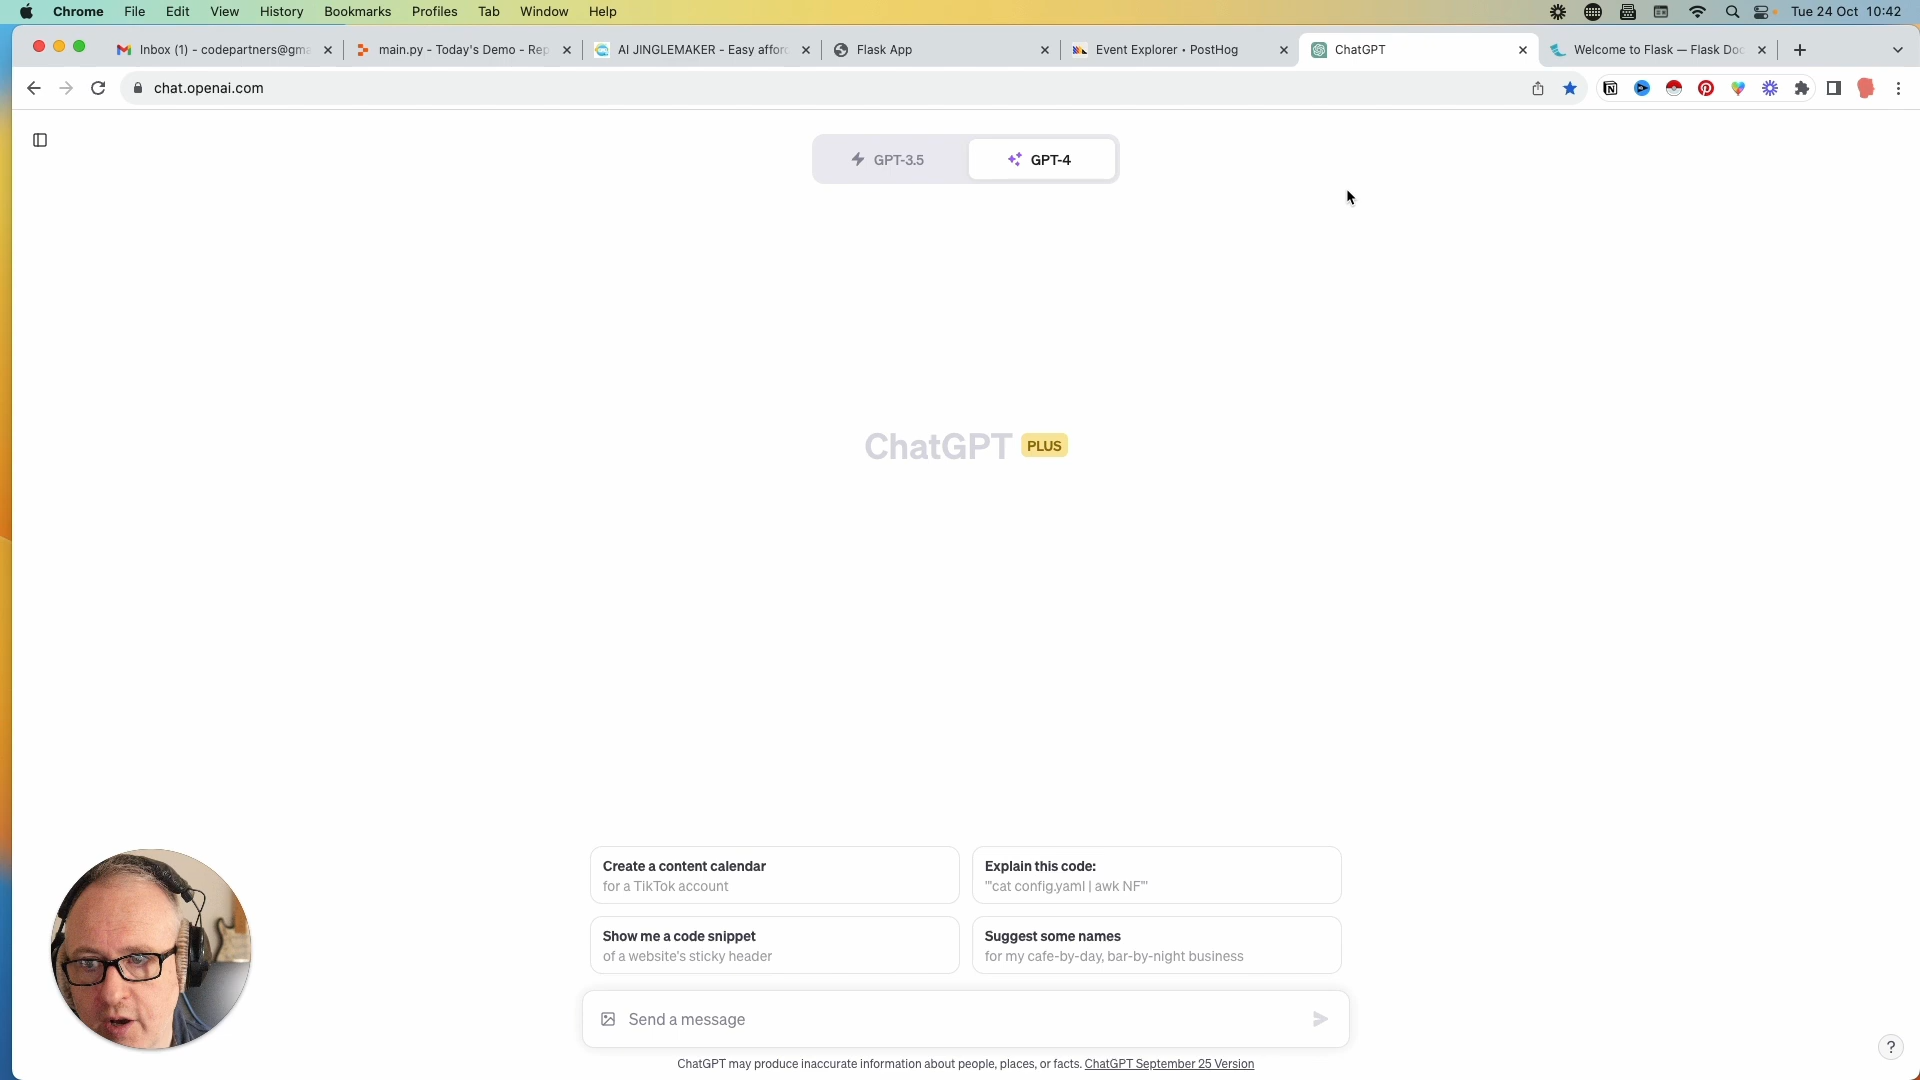 Chrome File Edit View History Bookmarks Profiles Tab Window Help Tue 24 Oct 10:42
Inbox (1) - codepartners@gma main.py - Today's Demo - Rep AI JINGLEMAKER - Easy affor Flask App Event Explorer • PostHog ChatGPT Welcome to Flask — Flask Doc
chat.openai.com
GPT-3.5 GPT-4
ChatGPT PLUS
Create a content calendar
for a TikTok account
Explain this code:
"'cat config.yaml | awk NF'"
Show me a code snippet
of a website's sticky header
Suggest some names
for my cafe-by-day, bar-by-night business
Send a message
ChatGPT may produce inaccurate information about people, places, or facts. ChatGPT September 25 Version
?